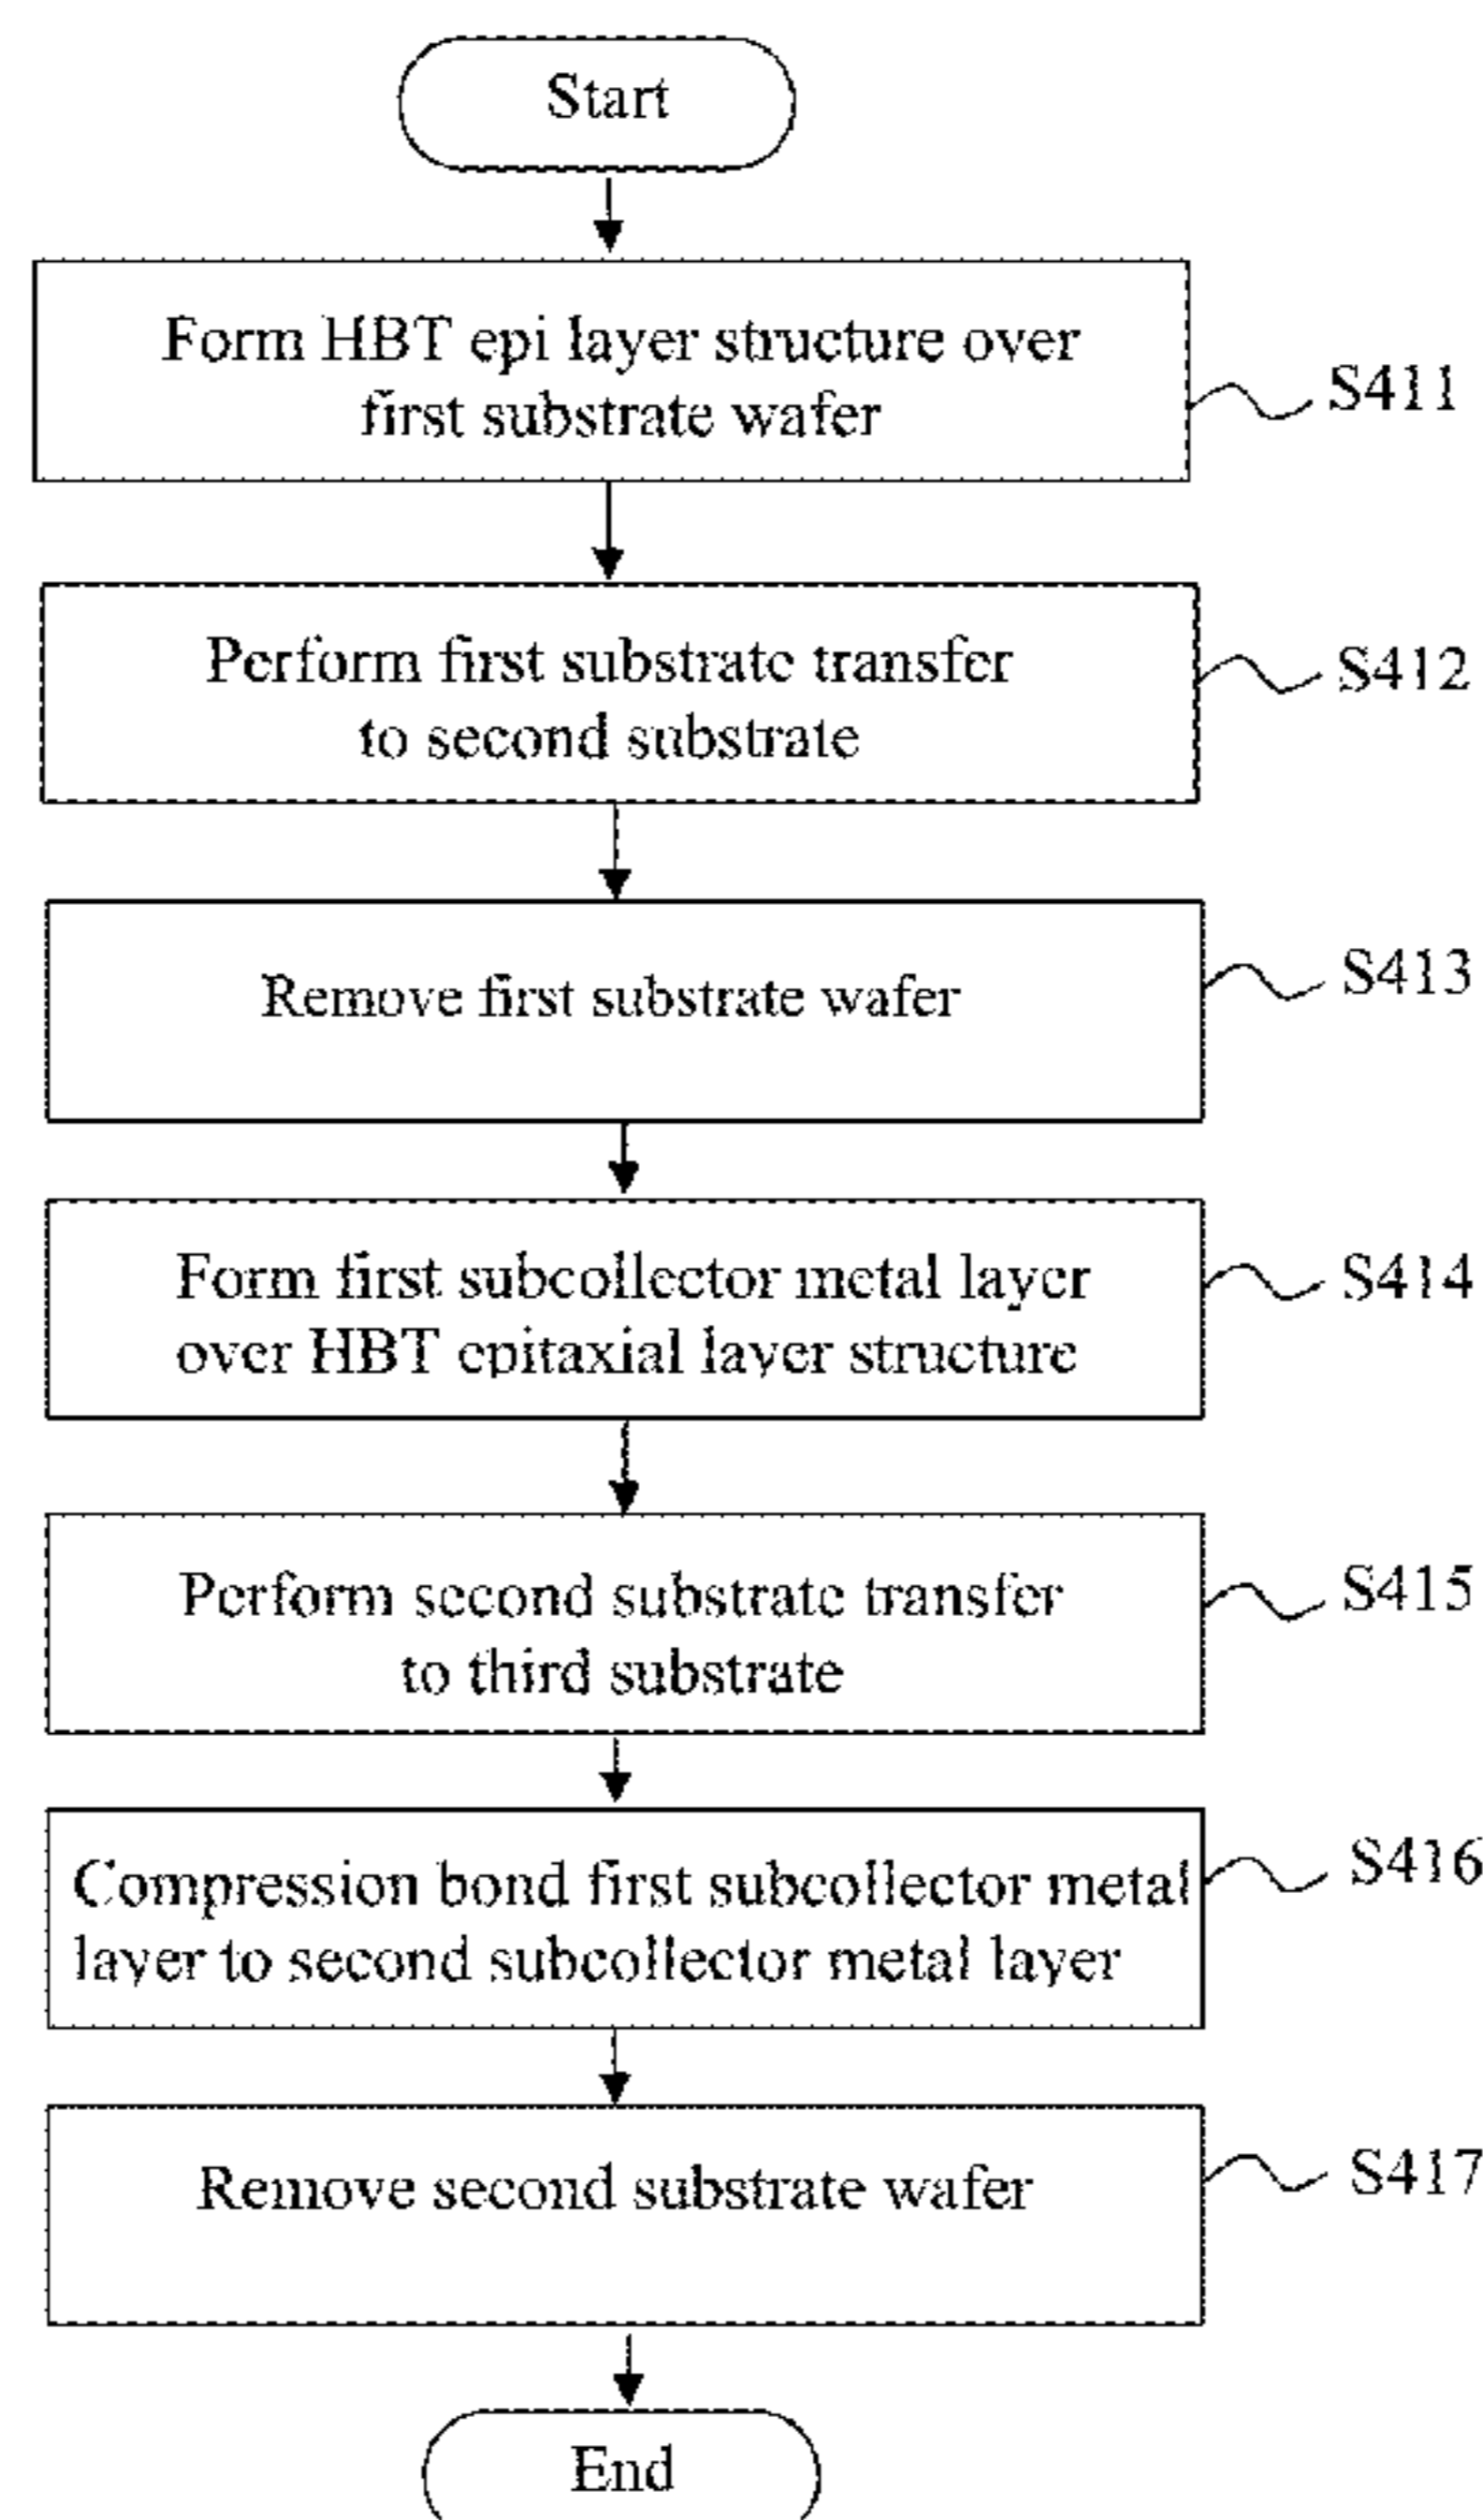 Start
Form HBT epi layer structure over
first substrate wafer
S411
Perform first substrate transfer
to second substrate
S412
Remove first substrate wafer
S413
Form first subcollector metal layer
over HBT epitaxial layer structure
S414
Perform second substrate transfer
to third substrate
S415
Compression bond first subcollector metal
layer to second subcollector metal layer
S416
Remove second substrate wafer
S417
End